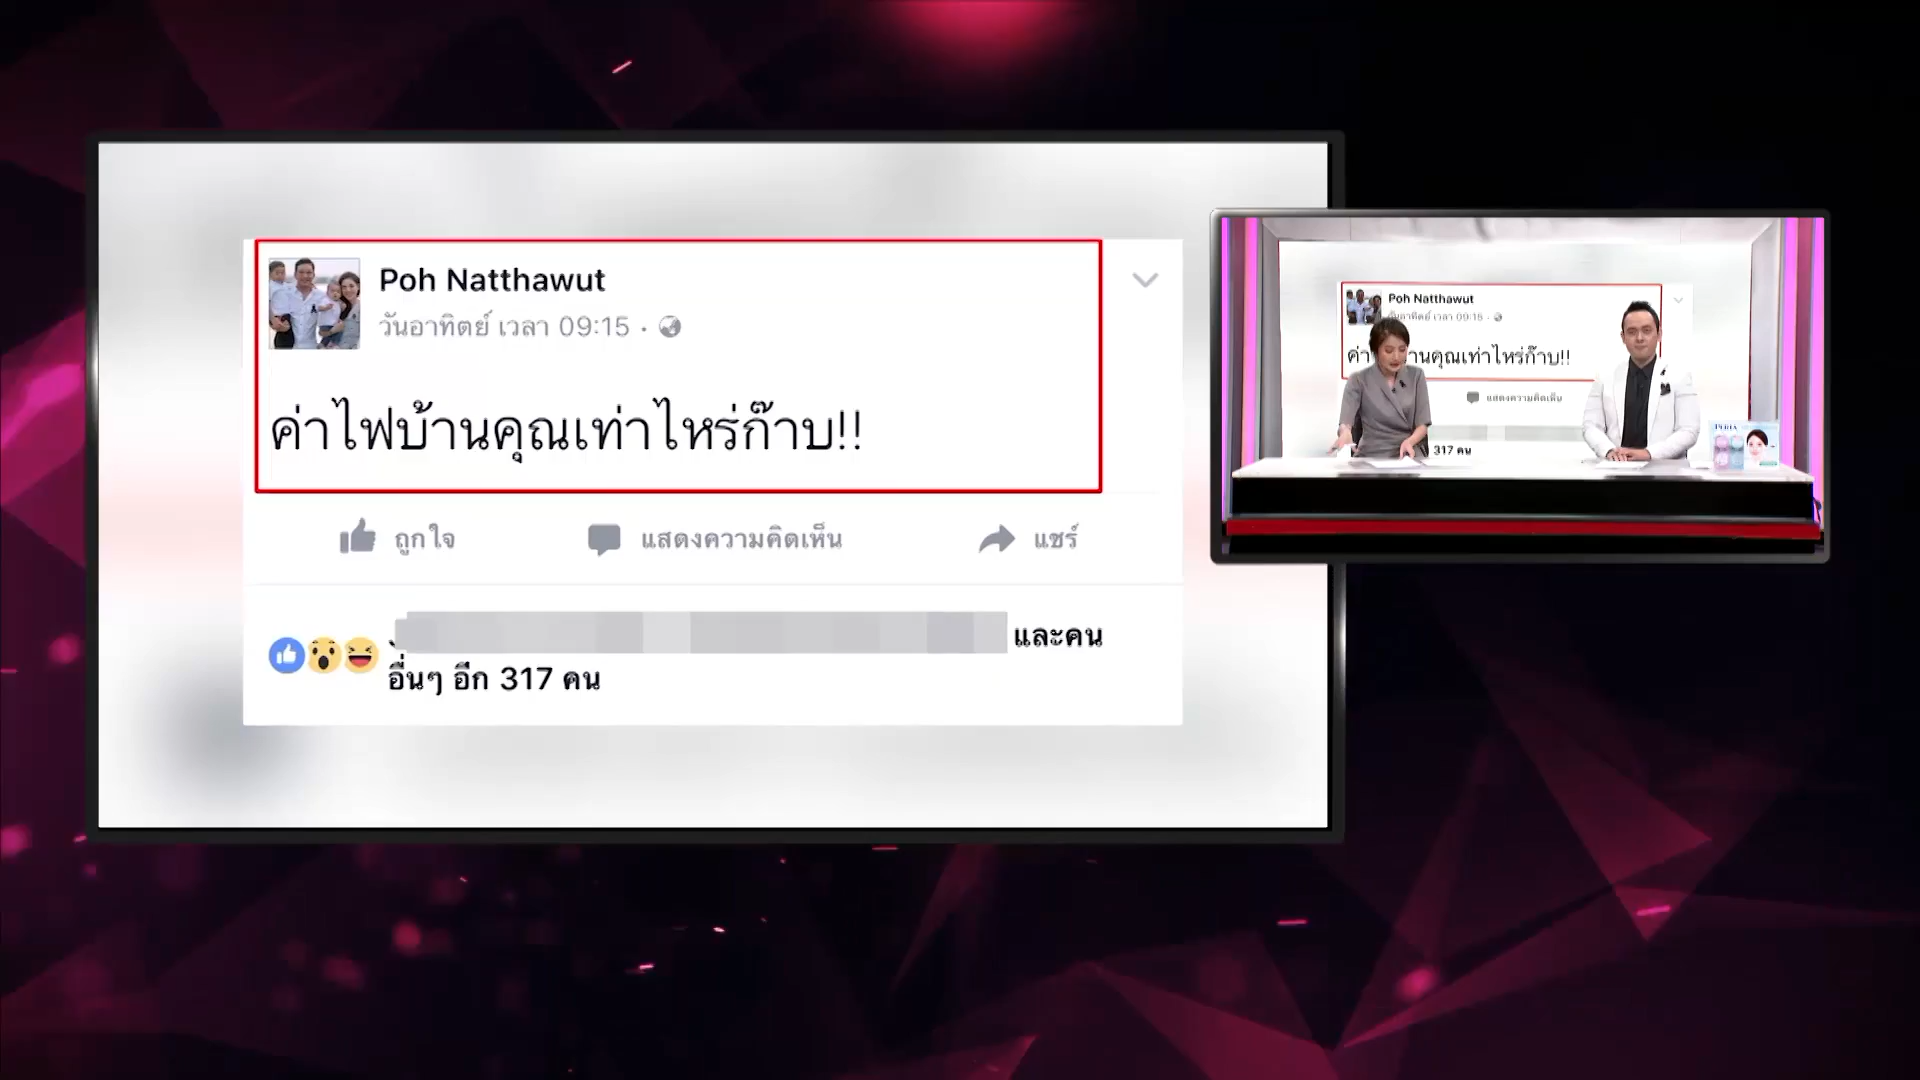 Poh Natthawut
วันอาทิตย์ เวลา 09:15
ค่าไฟบ้านคุณเท่าไหร่ก๊าบ!!
ถูกใจ
แสดงความคิดเห็น
แชร์
และคน
อื่นๆ อีก 317 คน
Poh Natthawut
วันอาทิตย์ เวลา 09:15
ค่า านคุณเท่าไหร่ก๊าบ!!
แสดงความคิดเห็น
317 คน